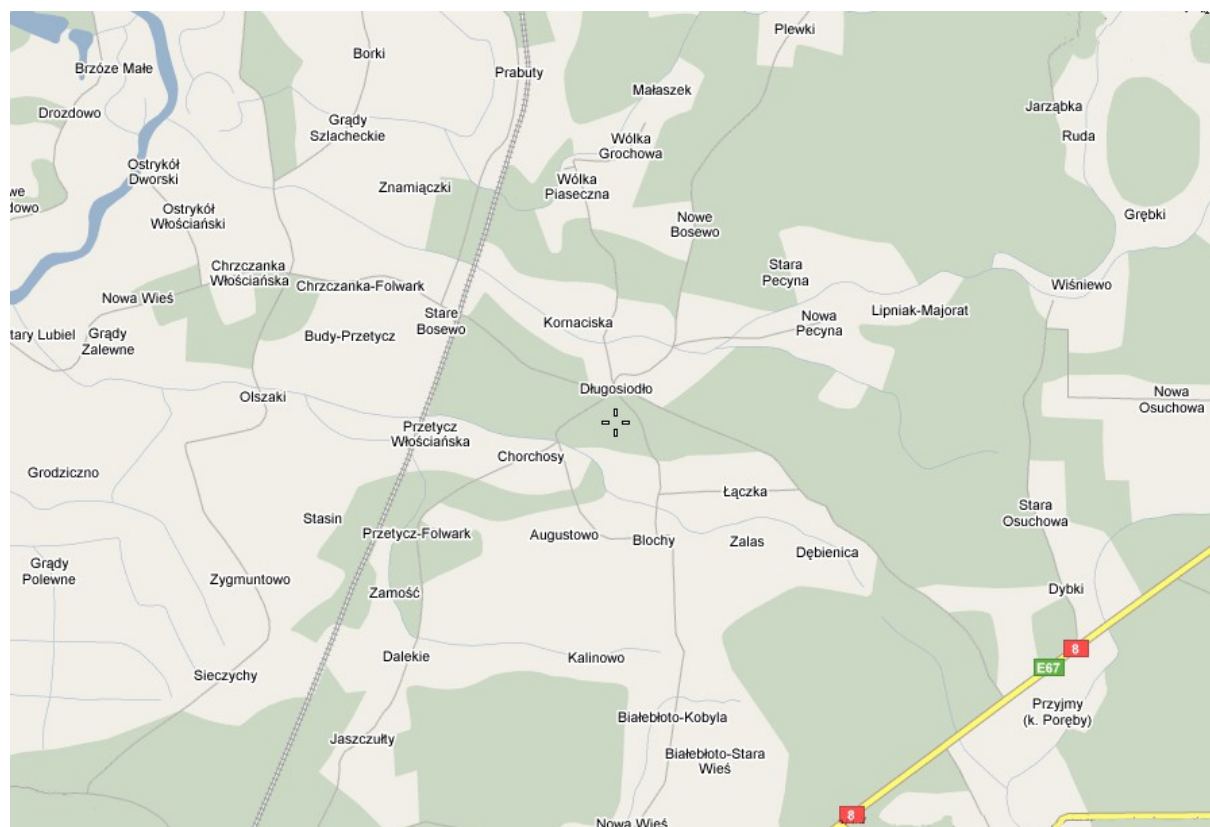 Plewki
Borki
Brzóze Małe
Prabuty
Małaszek
Jarząbka
Drozdowo
Grądy
Szlacheckie
Ruda
Wólka
Grochowa
Ostrykół
Dworski
Znamiączki
Wólka
Piaseczna
we
dowo
Ostrykół
Włościański
Nowe
Bosewo
Grębki
Chrzczanka
Włościańska
Stara
Pecyna
Chrzczanka-Folwark
Wiśniewo
Nowa Wieś
Stare
Bosewo
Kornaciska
Nowa
Pecyna
Lipniak-Majorat
tary Lubiel
Grądy
Zalewne
Budy-Przetycz
Długosiodło
Nowa
Osuchowa
Olszaki
Przetycz
Włościańska
Chorchosy
Grodziczno
Łączka
Stasin
Stara
Osuchowa
Przetycz-Folwark
Augustowo
Blochy
Zalas
Dębienica
Grądy
Polewne
Zygmuntowo
Zamość
Dybki
8
E67
Dalekie
Kalinowo
Sieczychy
Przyjmy
(k. Poręby)
Białebłoto-Kobyla
Jaszczułty
Białebłoto-Stara
Wieś
8
Nowa Wieś